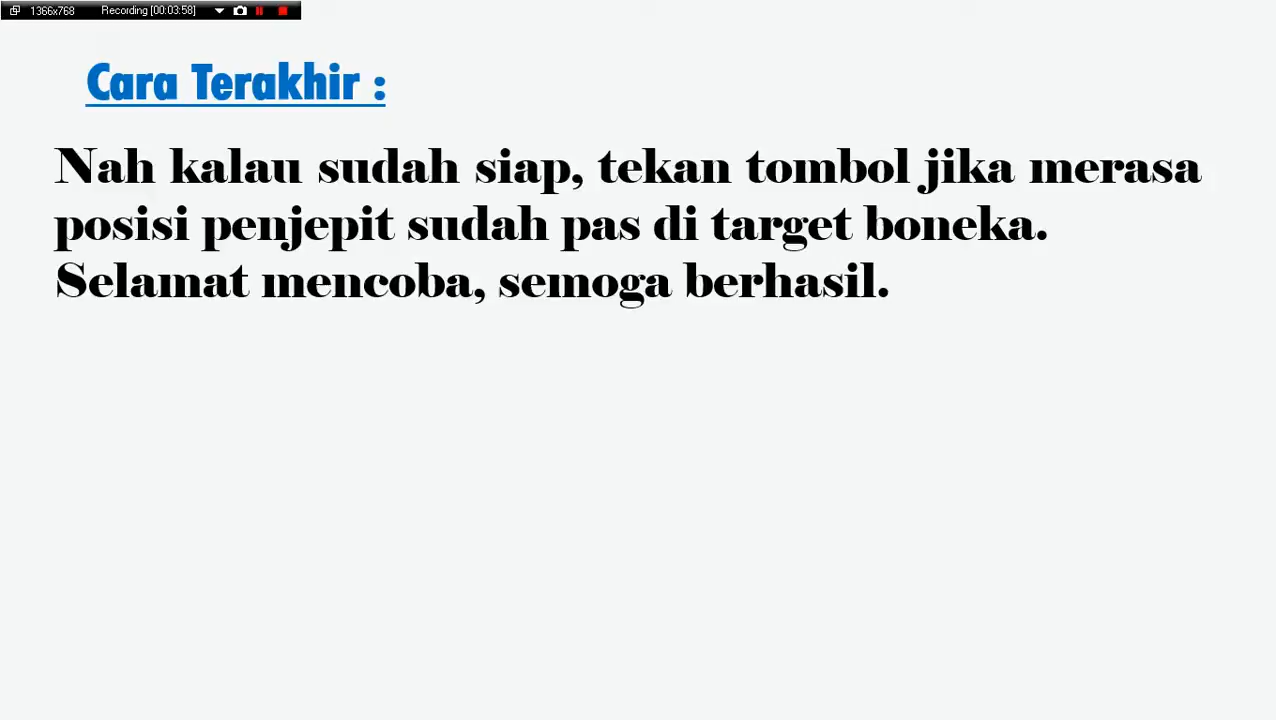 1366x768 Recording [00:03:58]
Cara Terakhir :
Nah kalau sudah siap, tekan tombol jika merasa
posisi penjepit sudah pas di target boneka.
Selamat mencoba, semoga berhasil.